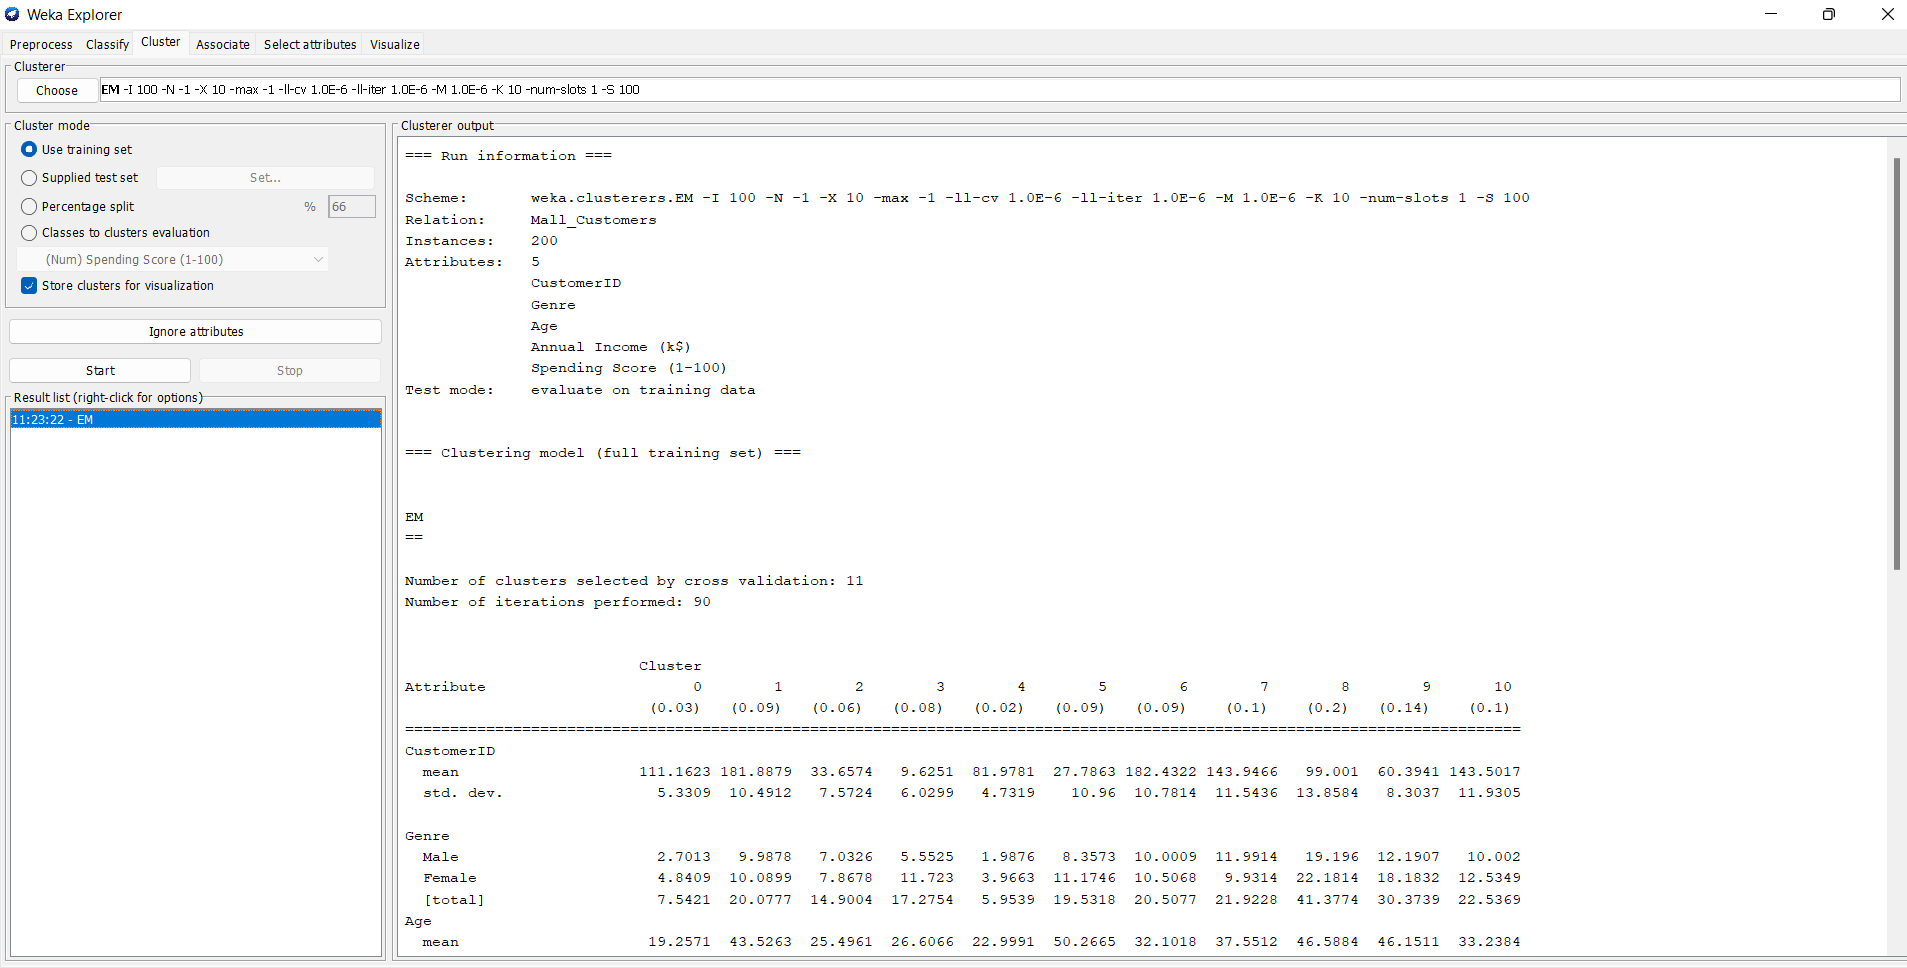 Weka Explorer
Preprocess Classify Cluster Associate Select attributes Visualize
Clusterer
Choose EM -I 100 -N -1 -X 10 -max -1 -ll-cv 1.0E-6 -ll-iter 1.0E-6 -M 1.0E-6 -K 10 -num-slots 1 -S 100
Cluster mode
Use training set
Supplied test set Set...
Percentage split % 66
Classes to clusters evaluation
(Num) Spending Score (1-100)
Store clusters for visualization
Ignore attributes
Start Stop
Result list (right-click for options)
11:23:22 - EM
Clusterer output
=== Run information ===
Scheme: weka.clusterers.EM -I 100 -N -1 -X 10 -max -1 -ll-cv 1.0E-6 -ll-iter 1.0E-6 -M 1.0E-6 -K 10 -num-slots 1 -S 100
Relation: Mall_Customers
Instances: 200
Attributes: 5
CustomerID
Genre
Age
Annual Income (k$)
Spending Score (1-100)
Test mode: evaluate on training data
=== Clustering model (full training set) ===
EM
==
Number of clusters selected by cross validation: 11
Number of iterations performed: 90
Cluster
Attribute 0 1 2 3 4 5 6 7 8 9 10
(0.03) (0.09) (0.06) (0.08) (0.02) (0.09) (0.09) (0.1) (0.2) (0.14) (0.1)
============================================================================================================================
CustomerID
mean 111.1623 181.8879 33.6574 9.6251 81.9781 27.7863 182.4322 143.9466 99.001 60.3941 143.5017
std. dev. 5.3309 10.4912 7.5724 6.0299 4.7319 10.96 10.7814 11.5436 13.8584 8.3037 11.9305
Genre
Male 2.7013 9.9878 7.0326 5.5525 1.9876 8.3573 10.0009 11.9914 19.196 12.1907 10.002
Female 4.8409 10.0899 7.8678 11.723 3.9663 11.1746 10.5068 9.9314 22.1814 18.1832 12.5349
[total] 7.5421 20.0777 14.9004 17.2754 5.9539 19.5318 20.5077 21.9228 41.3774 30.3739 22.5369
Age
mean 19.2571 43.5263 25.4961 26.6066 22.9991 50.2665 32.1018 37.5512 46.5884 46.1511 33.2384